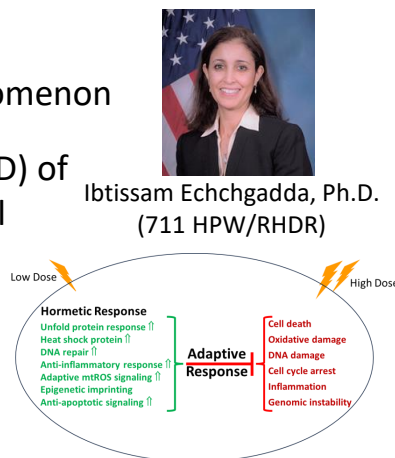 omenon
D) of
l
Ibtissam Echchgadda, Ph.D.
(711 HPW/RHDR)
Low Dose
High Dose
Hormetic Response
Unfold protein response ⇑
Heat shock protein ⇑
DNA repair ⇑
Anti-inflammatory response ⇑
Adaptive mtROS signaling ⇑
Epigenetic imprinting
Anti-apoptotic signaling ⇑
Adaptive
Response
Cell death
Oxidative damage
DNA damage
Cell cycle arrest
Inflammation
Genomic instability